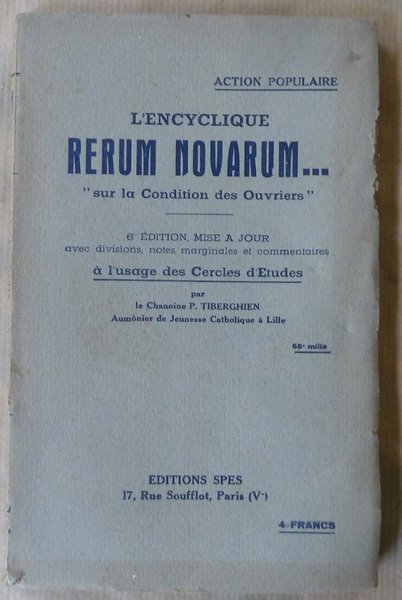 ACTION POPULAIRE
L'ENCYCLIQUE
RERUM NOVARUM...
"sur la Condition des Ouvriers"
6e ÉDITION, MISE A JOUR
avec divisions, notes marginales et commentaires
à l'usage des Cercles d'Etudes
par
le Chanoine P. TIBERGHIEN
Aumônier de Jeunesse Catholique à Lille
55e mille
EDITIONS SPES
17, Rue Soufflot, Paris (Ve)
4 FRANCS